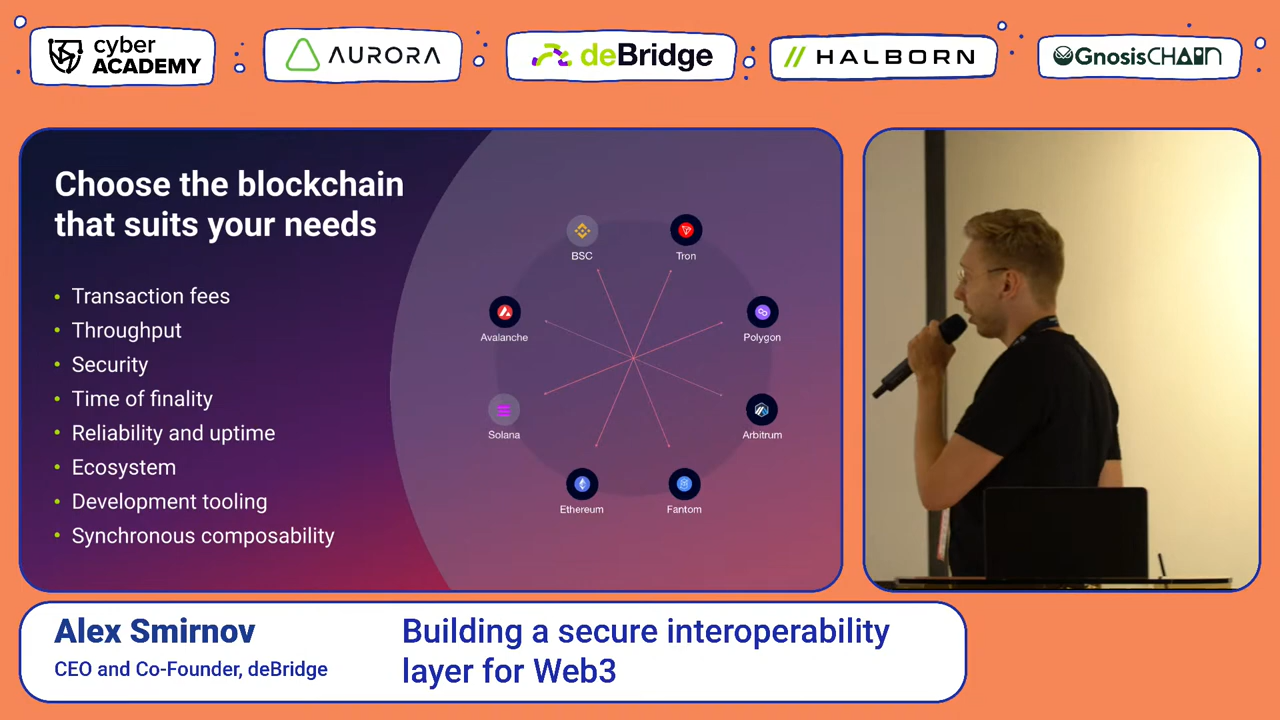 cyber
ACADEMY
AURORA
deBridge
HALBORN
GnosisCHAIN
Choose the blockchain
that suits your needs
• Transaction fees
• Throughput
• Security
• Time of finality
• Reliability and uptime
• Ecosystem
• Development tooling
• Synchronous composability
BSC
Tron
Avalanche
Polygon
Solana
Arbitrum
Ethereum
Fantom
Alex Smirnov
CEO and Co-Founder, deBridge
Building a secure interoperability
layer for Web3